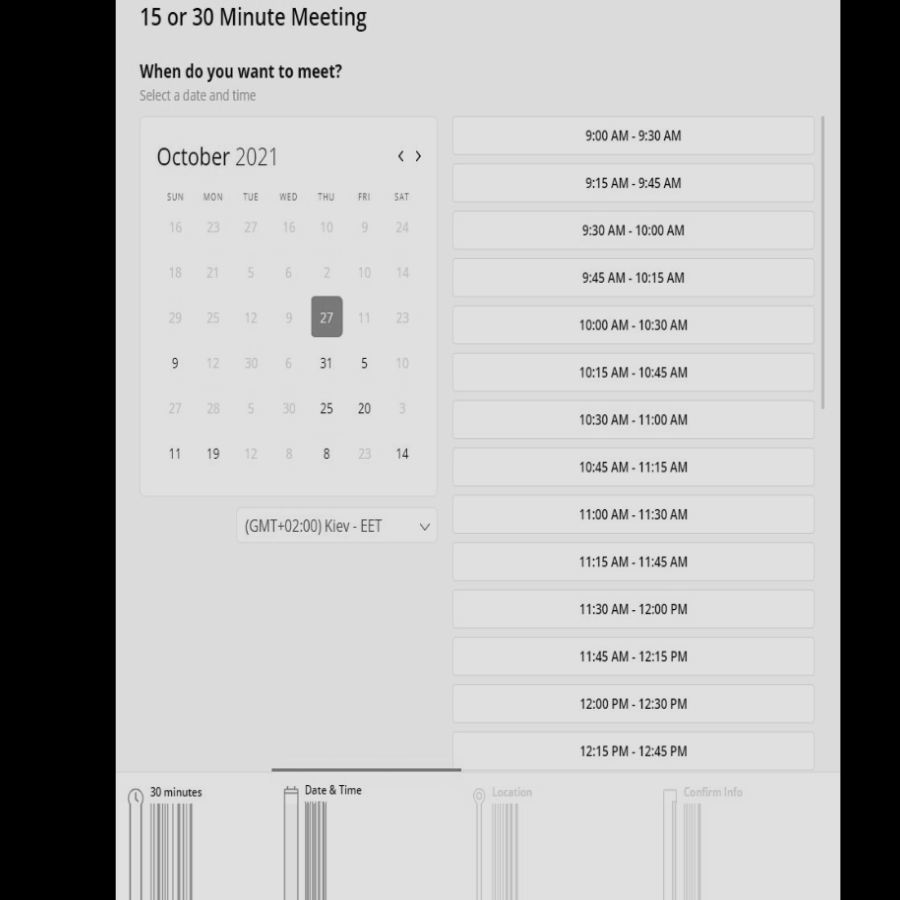 15 or 30 Minute Meeting
When do you want to meet?
Select a date and time
October 2021
SUN MON TUE WED THU FRI SAT
16 23 27 16 10 9 24
18 21 5 6 2 10 14
29 25 12 9 27 11 23
9 12 30 6 31 5 10
27 28 5 30 25 20 3
11 19 12 8 8 23 14
(GMT+02:00) Kiev - EET
9:00 AM - 9:30 AM
9:15 AM - 9:45 AM
9:30 AM - 10:00 AM
9:45 AM - 10:15 AM
10:00 AM - 10:30 AM
10:15 AM - 10:45 AM
10:30 AM - 11:00 AM
10:45 AM - 11:15 AM
11:00 AM - 11:30 AM
11:15 AM - 11:45 AM
11:30 AM - 12:00 PM
11:45 AM - 12:15 PM
12:00 PM - 12:30 PM
12:15 PM - 12:45 PM
30 minutes
Date & Time
Location
Confirm Info